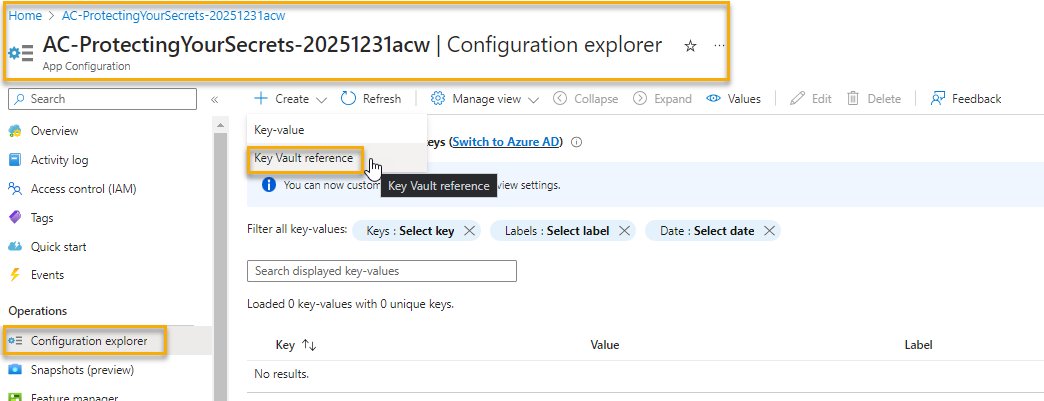 Home > AC-ProtectingYourSecrets-20251231acw
AC-ProtectingYourSecrets-20251231acw | Configuration explorer ☆ ...
App Configuration
Search «
Create Refresh Manage view Collapse Expand Values Edit Delete Feedback
Overview
Activity log
Access control (IAM)
Tags
Quick start
Events
Operations
Configuration explorer
Snapshots (preview)
Feature manager
Key-value
Key Vault reference
eys (Switch to Azure AD)
Key Vault reference
You can now custom view settings.
Filter all key-values: Keys : Select key Labels : Select label Date : Select date
Search displayed key-values
Loaded 0 key-values with 0 unique keys.
Key ↑↓ Value Label
No results.